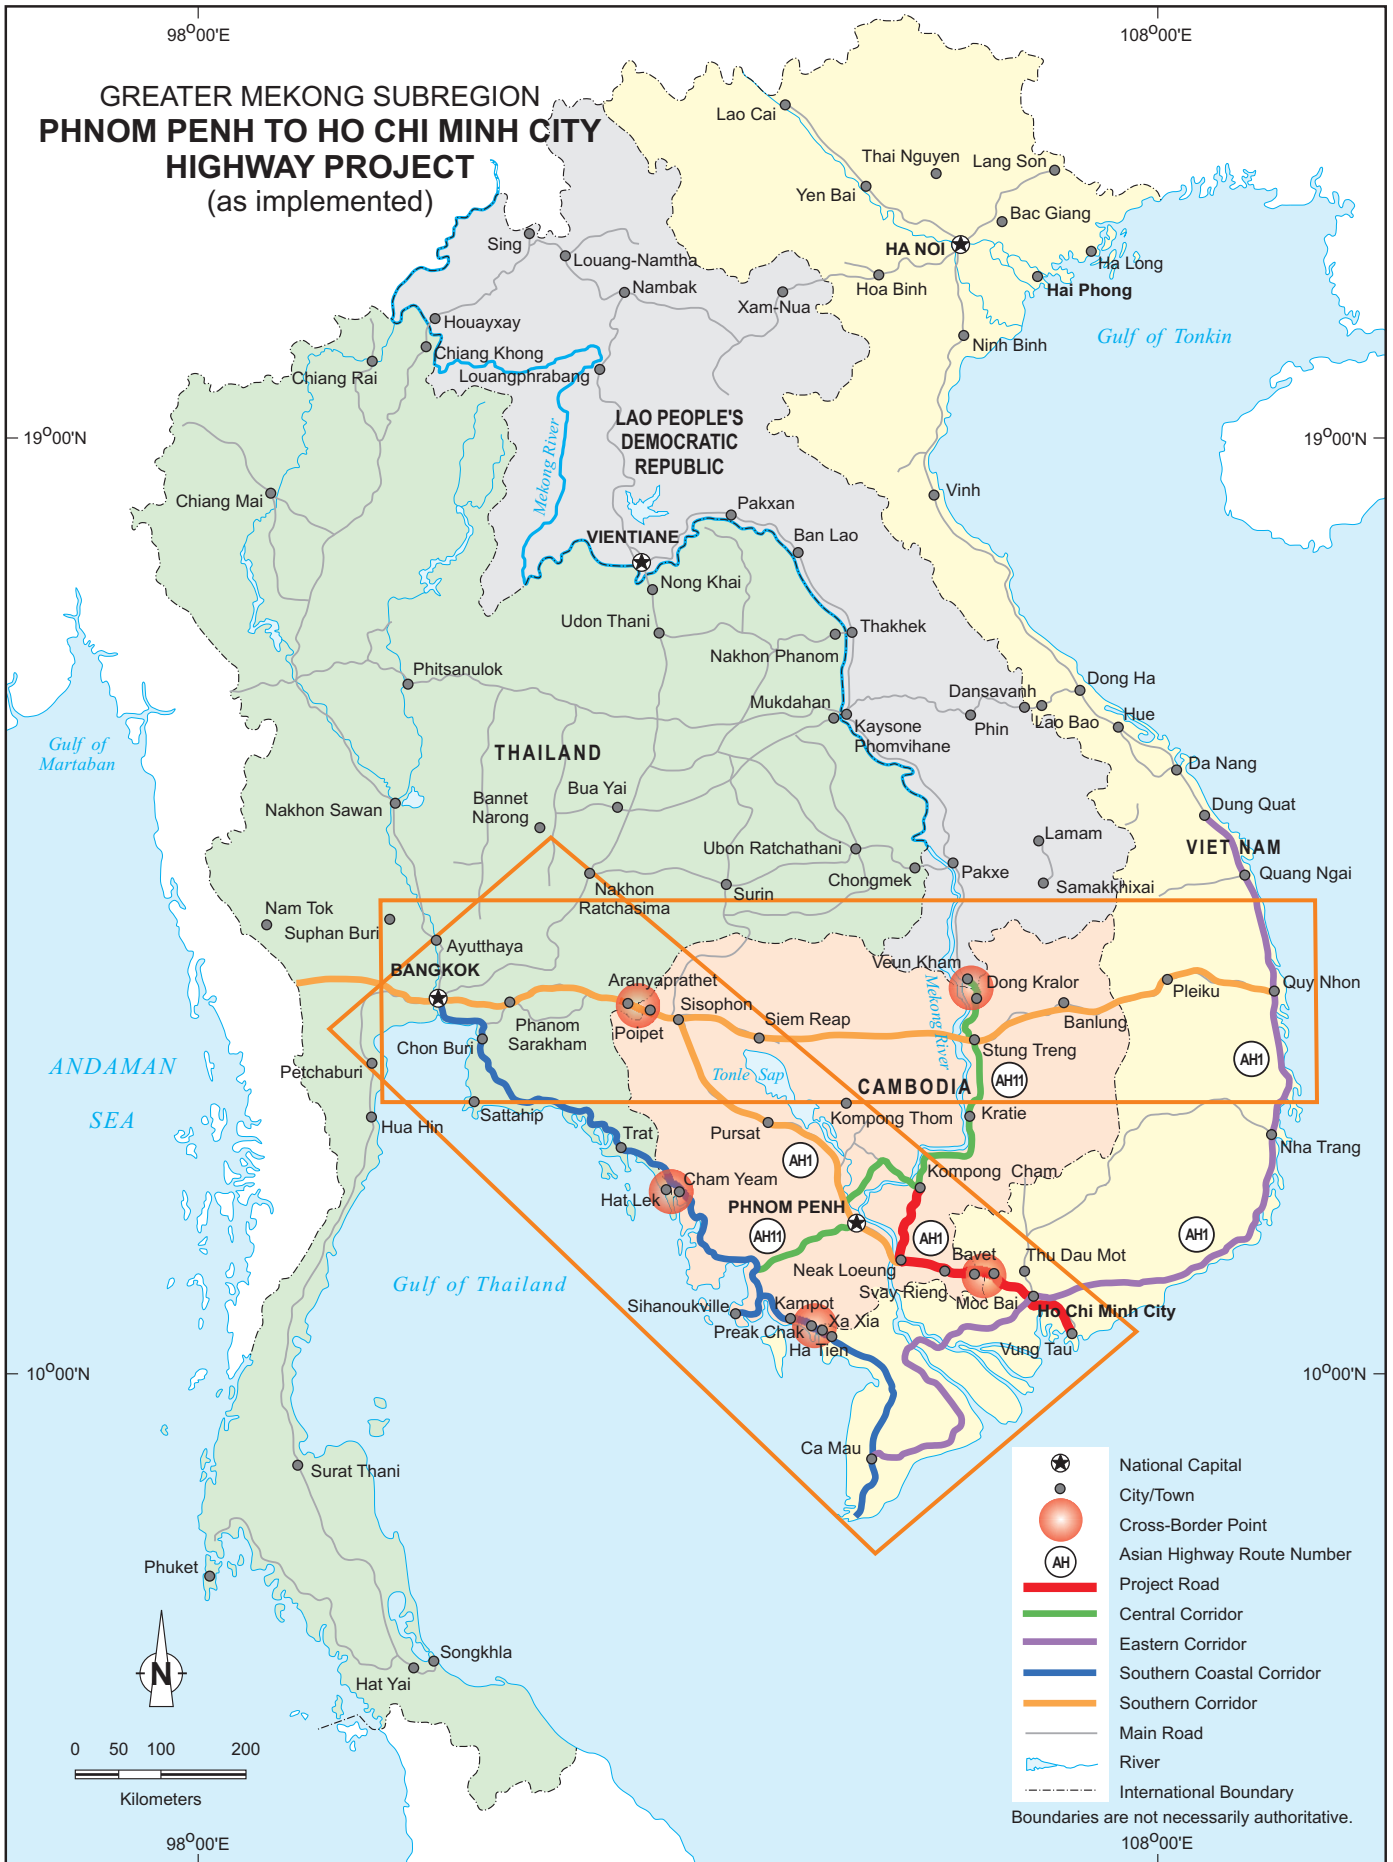 98°00'E
108°00'E
GREATER MEKONG SUBREGION
PHNOM PENH TO HO CHI MINH CITY
HIGHWAY PROJECT
(as implemented)
Lao Cai
Thai Nguyen
Lang Son
Yen Bai
Bac Giang
HA NOI
Sing
Louang-Namtha
Ha Long
Nambak
Xam-Nua
Hoa Binh
Hai Phong
Houayxay
Gulf of Tonkin
Ninh Binh
Chiang Khong
Chiang Rai
Louangphrabang
LAO PEOPLE'S
DEMOCRATIC
REPUBLIC
19°00'N
19°00'N
Mekong River
Chiang Mai
Vinh
Pakxan
VIENTIANE
Ban Lao
Nong Khai
Udon Thani
Thakhek
Nakhon Phanom
Phitsanulok
Dong Ha
Dansavanh
Mukdahan
Lao Bao
Hue
Phin
Kaysone
Phomvihane
Gulf of
Martaban
THAILAND
Da Nang
Bua Yai
Bannet
Narong
Nakhon Sawan
Dung Quat
Lamam
VIET NAM
Ubon Ratchathani
Chongmek
Pakxe
Quang Ngai
Samakkhixai
Nakhon
Ratchasima
Surin
Nam Tok
Suphan Buri
Ayutthaya
BANGKOK
Veun Kham
Aranyaprathet
Dong Kralor
Quy Nhon
Pleiku
Sisophon
Siem Reap
Mekong River
Banlung
Phanom
Sarakham
Poipet
Chon Buri
Stung Treng
AH1
ANDAMAN
SEA
Petchaburi
Tonle Sap
CAMBODIA
AH11
Sattahip
Kompong Thom
Kratie
Hua Hin
Trat
Pursat
Nha Trang
AH1
Cham Yeam
Kompong Cham
Hat Lek
PHNOM PENH
AH11
AH1
AH1
Bavet
Thu Dau Mot
Neak Loeung
Gulf of Thailand
Svay Rieng
Moc Bai
Sihanoukville
Kampot
Ho Chi Minh City
Preak Chak
Xa Xia
Ha Tien
Vung Tau
10°00'N
10°00'N
Ca Mau
Surat Thani
National Capital
City/Town
Cross-Border Point
AH
Asian Highway Route Number
Phuket
Project Road
Central Corridor
Eastern Corridor
Songkhla
N
Hat Yai
Southern Coastal Corridor
Southern Corridor
Main Road
0 50 100 200
River
International Boundary
Kilometers
Boundaries are not necessarily authoritative.
98°00'E
108°00'E